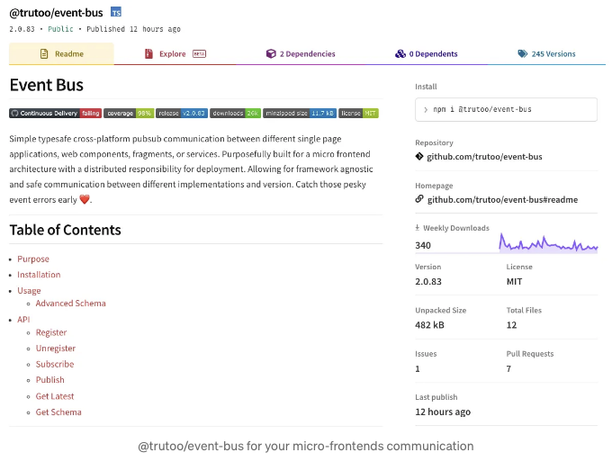 @trutoo/event-bus TS
2.0.83 • Public • Published 12 hours ago
Readme
Explore BETA
2 Dependencies
0 Dependents
245 Versions
Event Bus
Continuous Delivery failing coverage 98% release v2.0.82 downloads 26k minzipped size 11.7 kB license MIT
Simple typesafe cross-platform pubsub communication between different single page
applications, web components, fragments, or services. Purposefully built for a micro frontend
architecture with a distributed responsibility for deployment. Allowing for framework agnostic
and safe communication between different implementations and version. Catch those pesky
event errors early ❤️.
Table of Contents
• Purpose
• Installation
• Usage
◦ Advanced Schema
• API
◦ Register
◦ Unregister
◦ Subscribe
◦ Publish
◦ Get Latest
◦ Get Schema
Install
> npm i @trutoo/event-bus
Repository
github.com/trutoo/event-bus
Homepage
github.com/trutoo/event-bus#readme
Weekly Downloads
340
Version
2.0.83
License
MIT
Unpacked Size
482 kB
Total Files
12
Issues
1
Pull Requests
7
Last publish
12 hours ago
@trutoo/event-bus for your micro-frontends communication